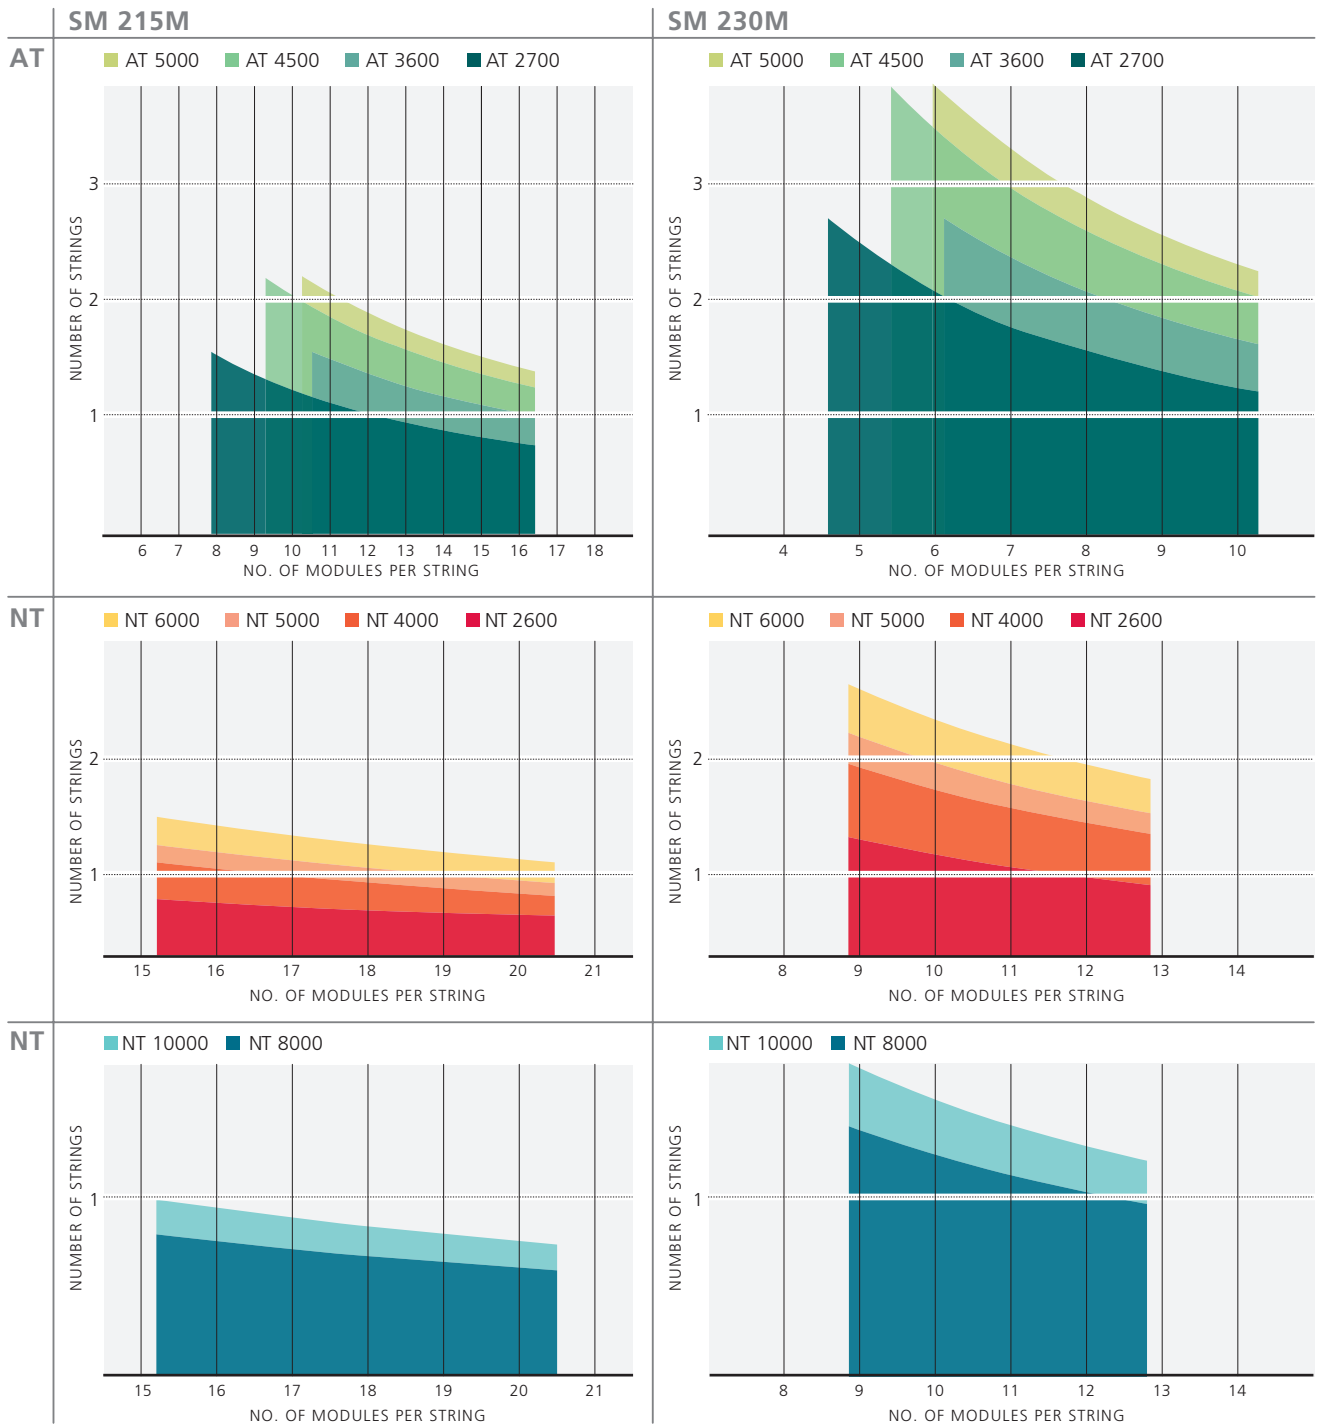 SM 215M
SM 230M
AT
AT 5000 AT 4500 AT 3600 AT 2700
NUMBER OF STRINGS
3
2
1
6 7 8 9 10 11 12 13 14 15 16 17 18
NO. OF MODULES PER STRING
AT 5000 AT 4500 AT 3600 AT 2700
NUMBER OF STRINGS
3
2
1
4 5 6 7 8 9 10
NO. OF MODULES PER STRING
NT
NT 6000 NT 5000 NT 4000 NT 2600
NUMBER OF STRINGS
2
1
15 16 17 18 19 20 21
NO. OF MODULES PER STRING
NT 6000 NT 5000 NT 4000 NT 2600
NUMBER OF STRINGS
2
1
8 9 10 11 12 13 14
NO. OF MODULES PER STRING
NT
NT 10000 NT 8000
NUMBER OF STRINGS
1
15 16 17 18 19 20 21
NO. OF MODULES PER STRING
NT 10000 NT 8000
NUMBER OF STRINGS
1
8 9 10 11 12 13 14
NO. OF MODULES PER STRING